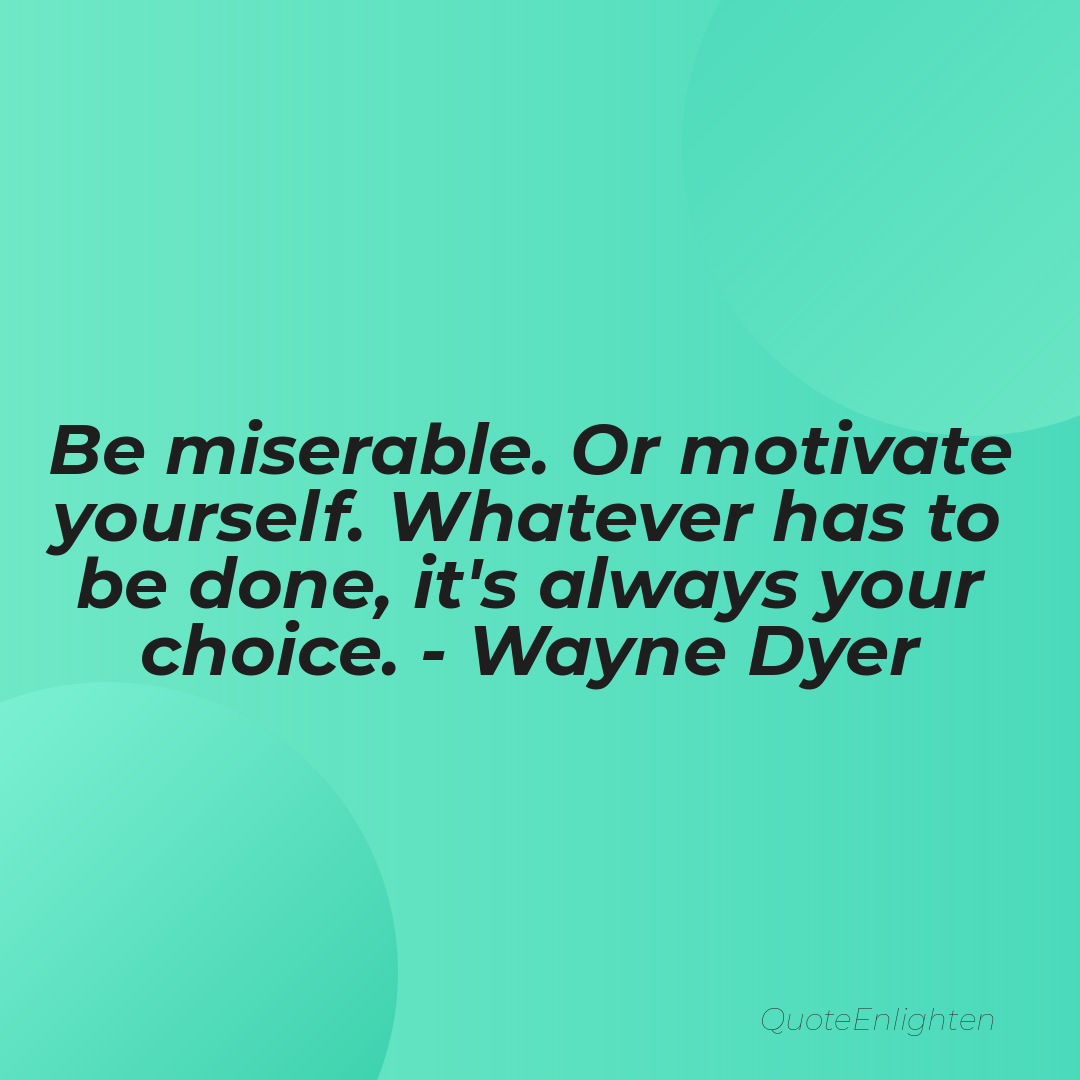 Be miserable. Or motivate
yourself. Whatever has to
be done, it's always your
choice. - Wayne Dyer
QuoteEnlighten